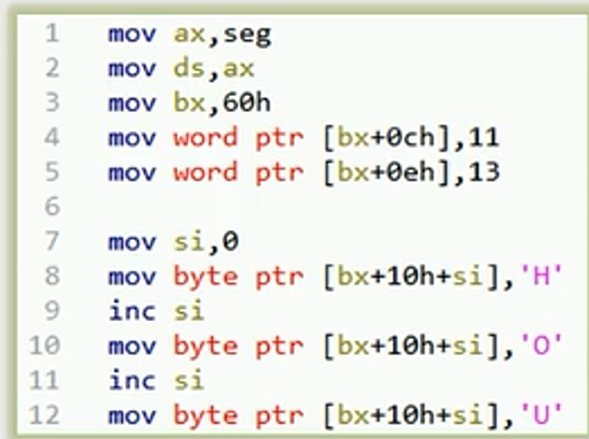 1 mov ax,seg
2 mov ds,ax
3 mov bx,60h
4 mov word ptr [bx+0ch],11
5 mov word ptr [bx+0eh],13
6
7 mov si,0
8 mov byte ptr [bx+10h+si],'H'
9 inc si
10 mov byte ptr [bx+10h+si],'O'
11 inc si
12 mov byte ptr [bx+10h+si],'U'